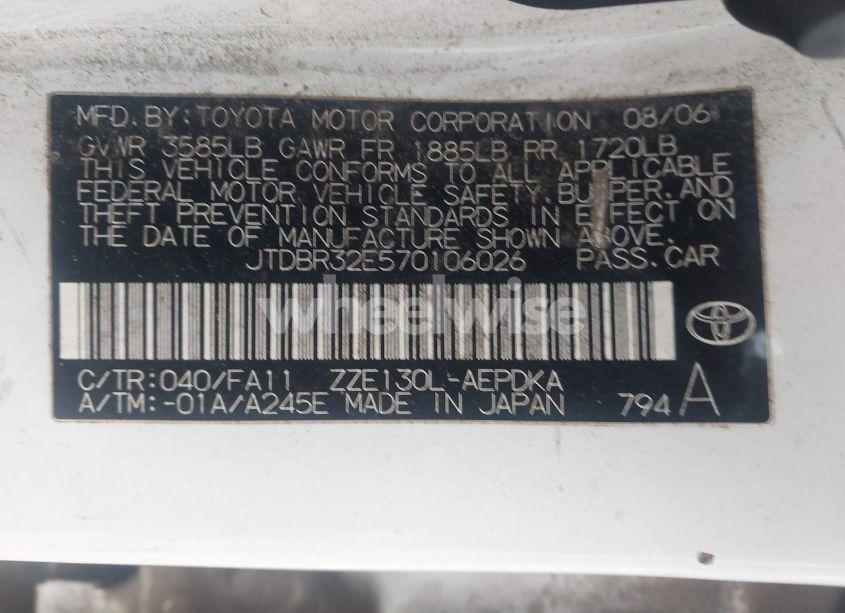 MFD. BY: TOYOTA MOTOR CORPORATION 08/06
GVWR 3585LB GAWR FR 1885LB RR 1720LB
THIS VEHICLE CONFORMS TO ALL APPLICABLE
FEDERAL MOTOR VEHICLE SAFETY, BUMPER, AND
THEFT PREVENTION STANDARDS IN EFFECT ON
THE DATE OF MANUFACTURE SHOWN ABOVE.
JTDBR32E570106026 PASS. CAR
wheelwise
C/TR: 040/FA11 ZZE130L-AEPDKA
A/TM: -01A/A245E MADE IN JAPAN 794 A